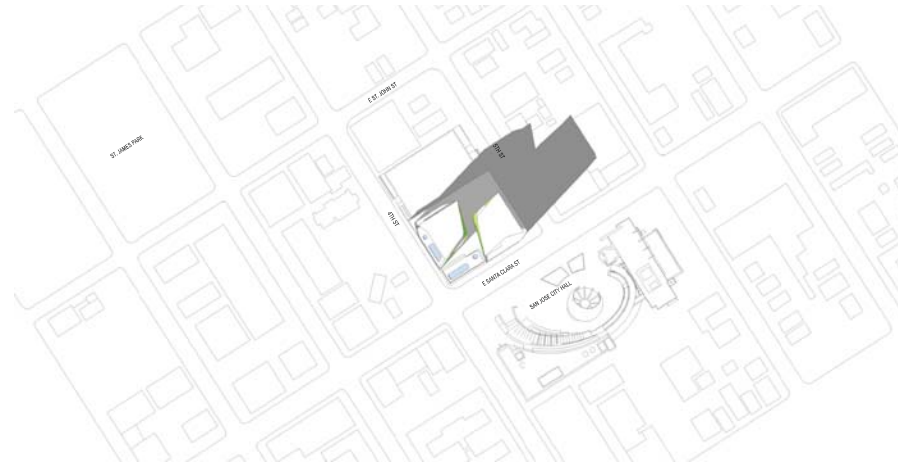 E ST. JOHN ST
ST. JAMES PARK
5TH ST
4TH ST
E SANTA CLARA ST
SAN JOSE CITY HALL